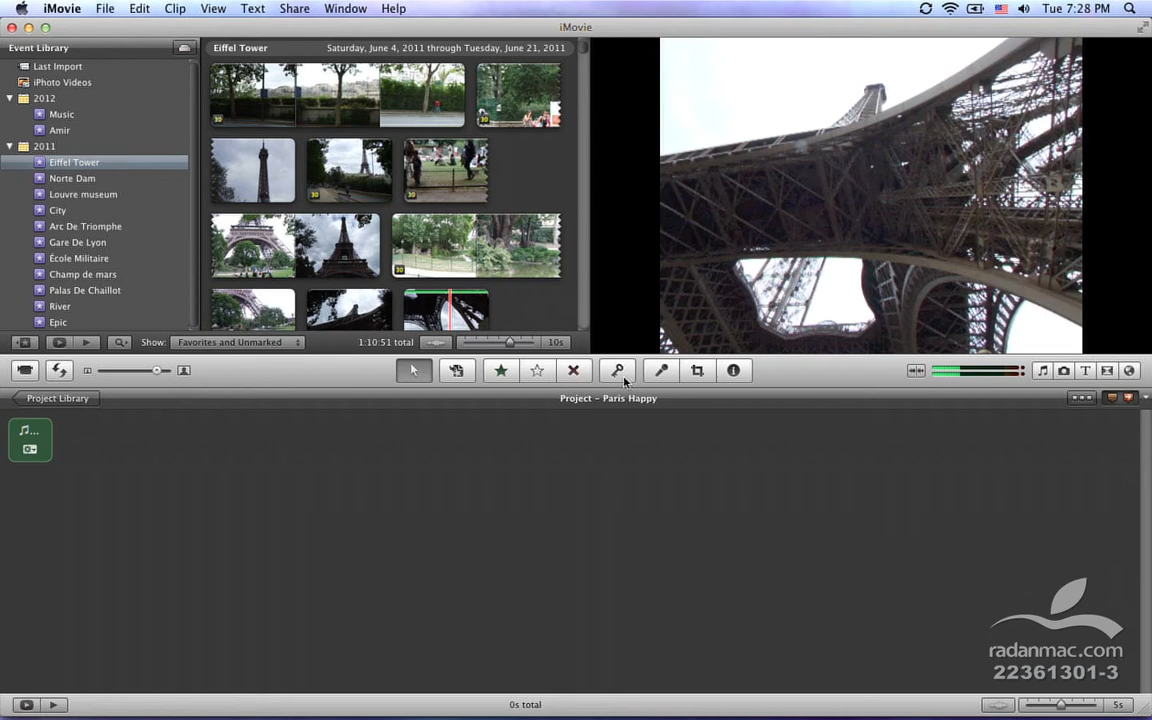 iMovie File Edit Clip View Text Share Window Help Tue 7:28 PM
iMovie
Event Library
Last Import
iPhoto Videos
2012
Music
Amir
2011
Eiffel Tower
Norte Dam
Louvre museum
City
Arc De Triomphe
Gare De Lyon
École Militaire
Champ de mars
Palas De Chaillot
River
Epic
Eiffel Tower Saturday, June 4, 2011 through Tuesday, June 21, 2011
30
30
30
30
Show: Favorites and Unmarked 1:10:51 total 10s
Project Library Project – Paris Happy
...
radanmac.com
22361301-3
0s total 5s